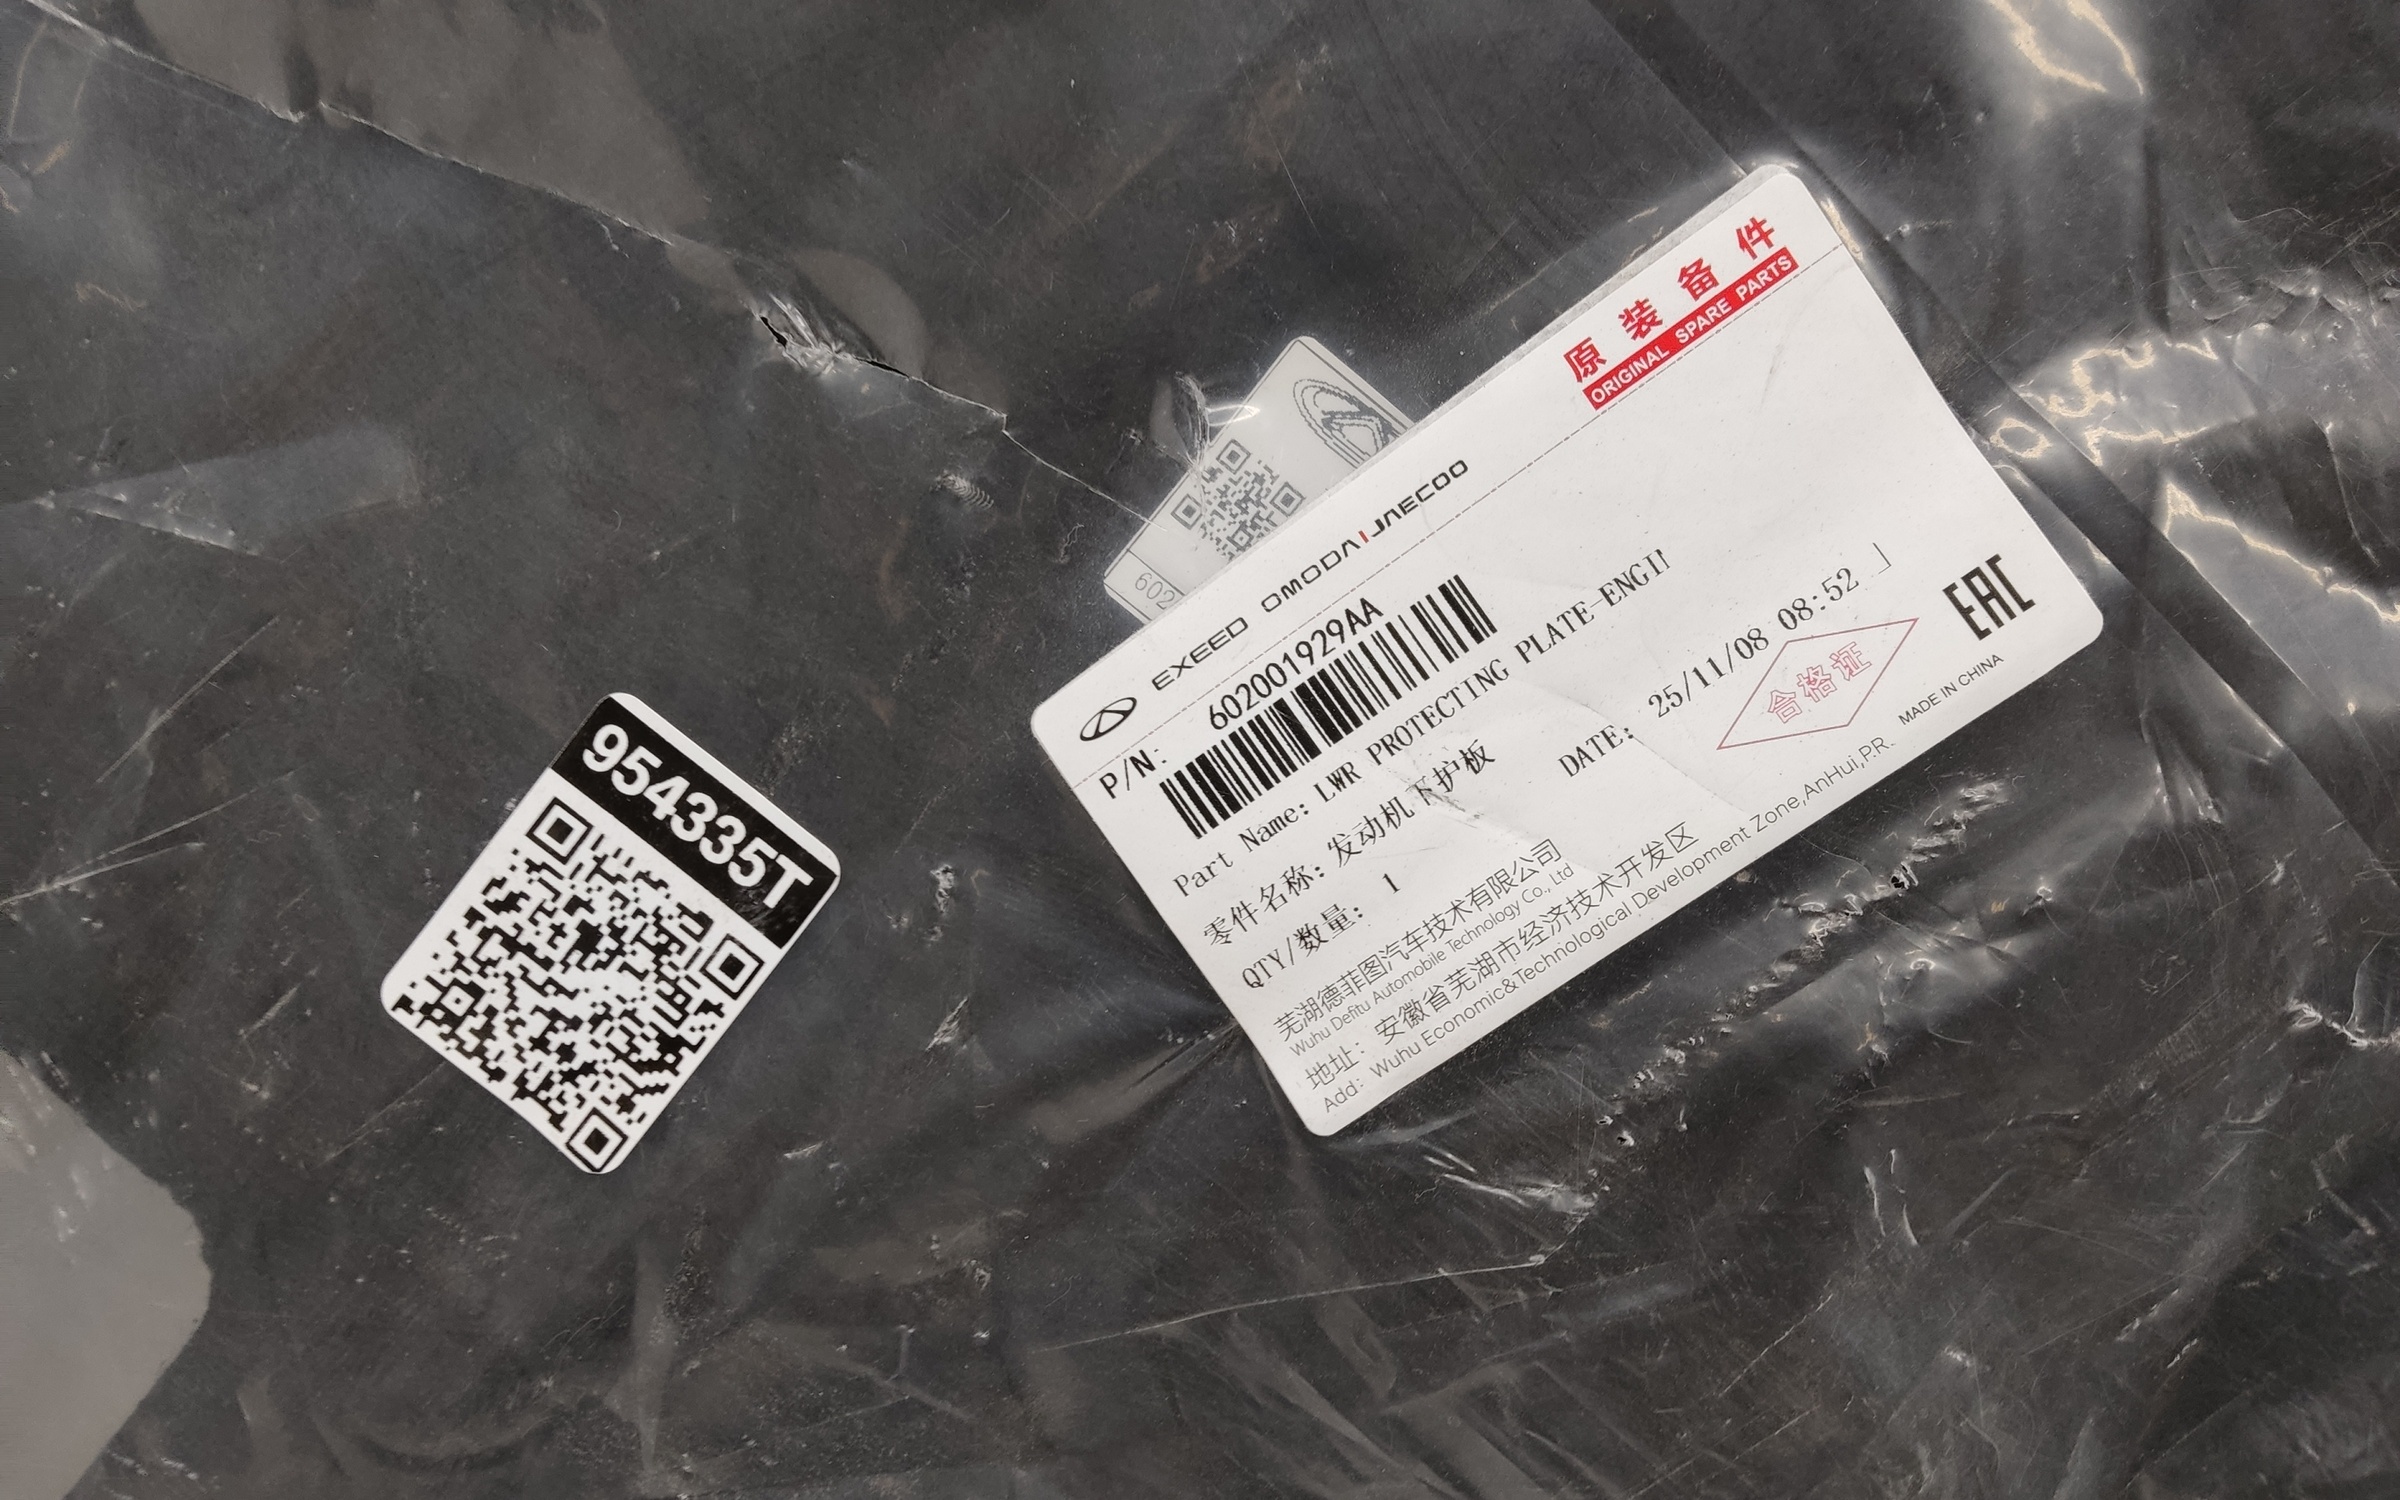 原装备件
ORIGINAL SPARE PARTS
EXEED OMODA JAECOO
P/N: 602001929AA
Part Name: LWR PROTECTING PLATE-ENGIN
零件名称: 发动机下护板
QTY/数量: 1
DATE: 25/11/08 08:52
合格证
EAC
MADE IN CHINA
芜湖德菲图汽车技术有限公司
Wuhu Defitu Automobile Technology Co., Ltd
地址: 安徽省芜湖市经济技术开发区
Add: Wuhu Economic&Technological Development Zone,AnHui,P.R.
602
954335T